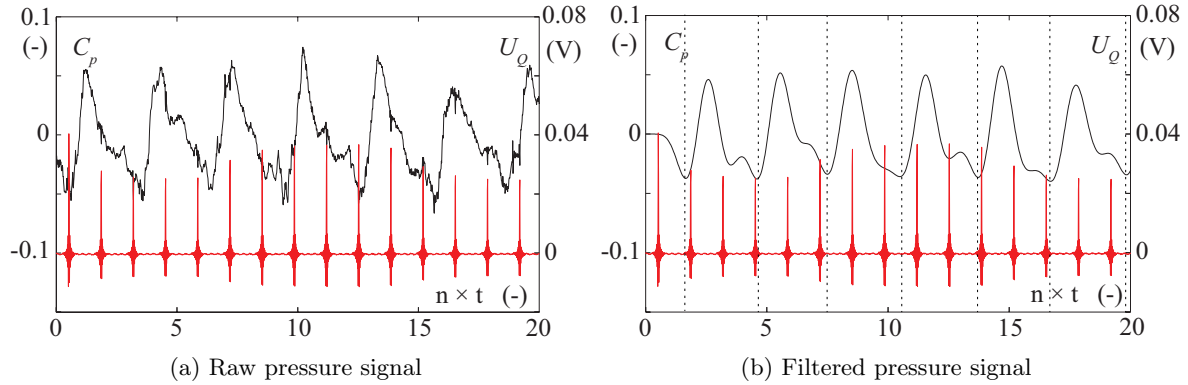 0.1 0.08 0.1 0.08
(-) C_p U_Q (V) (-) C_p U_Q (V)
0 0.04 0 0.04
-0.1 0 -0.1 0
n × t (-) n × t (-)
0 5 10 15 20 0 5 10 15 20
(a) Raw pressure signal (b) Filtered pressure signal